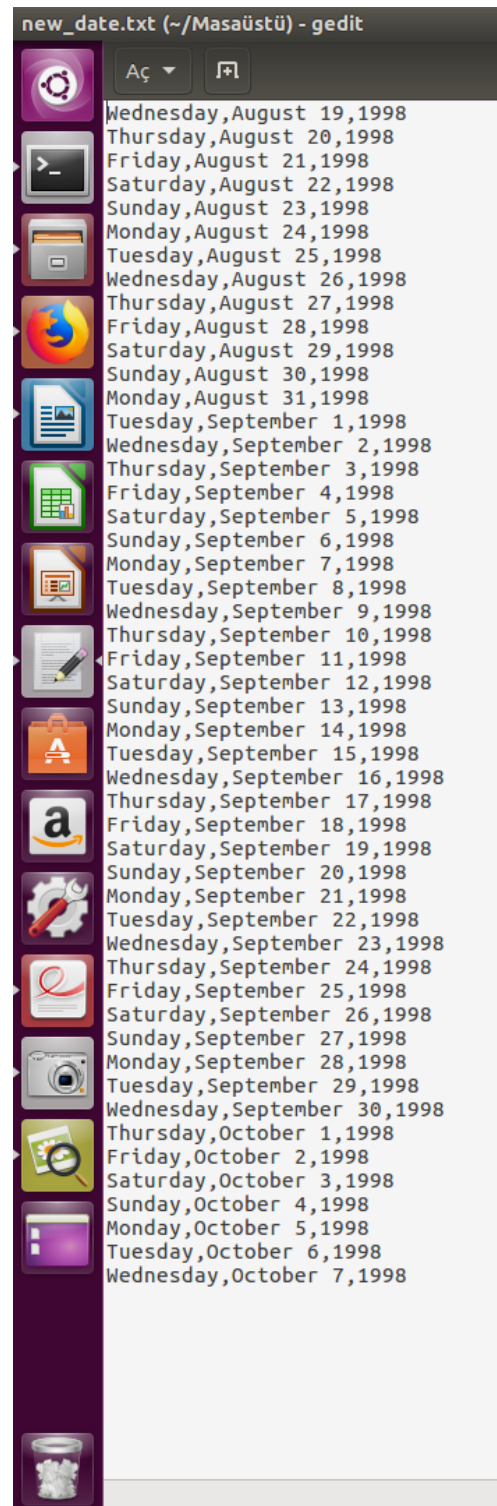 new_date.txt (~/Masaüstü) - gedit
Aç
Wednesday,August 19,1998
Thursday,August 20,1998
Friday,August 21,1998
Saturday,August 22,1998
Sunday,August 23,1998
Monday,August 24,1998
Tuesday,August 25,1998
Wednesday,August 26,1998
Thursday,August 27,1998
Friday,August 28,1998
Saturday,August 29,1998
Sunday,August 30,1998
Monday,August 31,1998
Tuesday,September 1,1998
Wednesday,September 2,1998
Thursday,September 3,1998
Friday,September 4,1998
Saturday,September 5,1998
Sunday,September 6,1998
Monday,September 7,1998
Tuesday,September 8,1998
Wednesday,September 9,1998
Thursday,September 10,1998
Friday,September 11,1998
Saturday,September 12,1998
Sunday,September 13,1998
Monday,September 14,1998
Tuesday,September 15,1998
Wednesday,September 16,1998
Thursday,September 17,1998
Friday,September 18,1998
Saturday,September 19,1998
Sunday,September 20,1998
Monday,September 21,1998
Tuesday,September 22,1998
Wednesday,September 23,1998
Thursday,September 24,1998
Friday,September 25,1998
Saturday,September 26,1998
Sunday,September 27,1998
Monday,September 28,1998
Tuesday,September 29,1998
Wednesday,September 30,1998
Thursday,October 1,1998
Friday,October 2,1998
Saturday,October 3,1998
Sunday,October 4,1998
Monday,October 5,1998
Tuesday,October 6,1998
Wednesday,October 7,1998